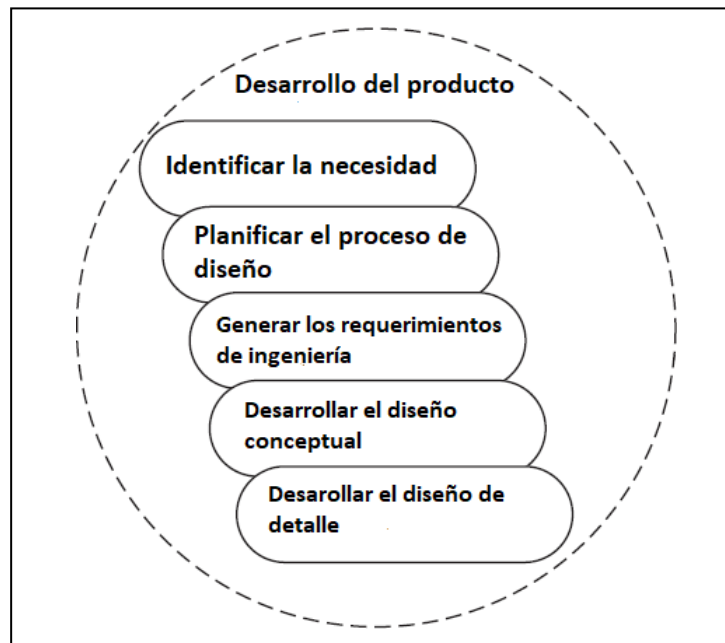 Desarrollo del producto
Identificar la necesidad
Planificar el proceso de
diseño
Generar los requerimientos
de ingeniería
Desarrollar el diseño
conceptual
Desarollar el diseño de
detalle